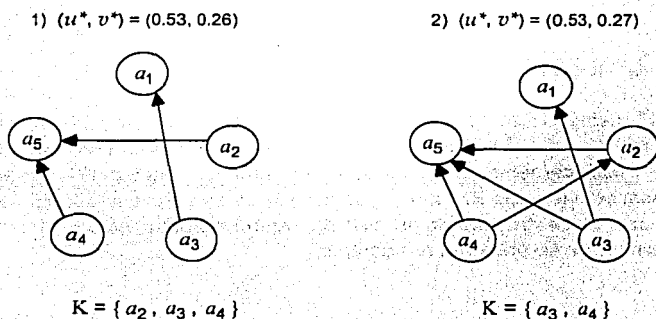 1) (u*, v*) = (0.53, 0.26)
a1
a5
a2
a4
a3
K = { a2 , a3 , a4 }
2) (u*, v*) = (0.53, 0.27)
a1
a5
a2
a4
a3
K = { a3 , a4 }